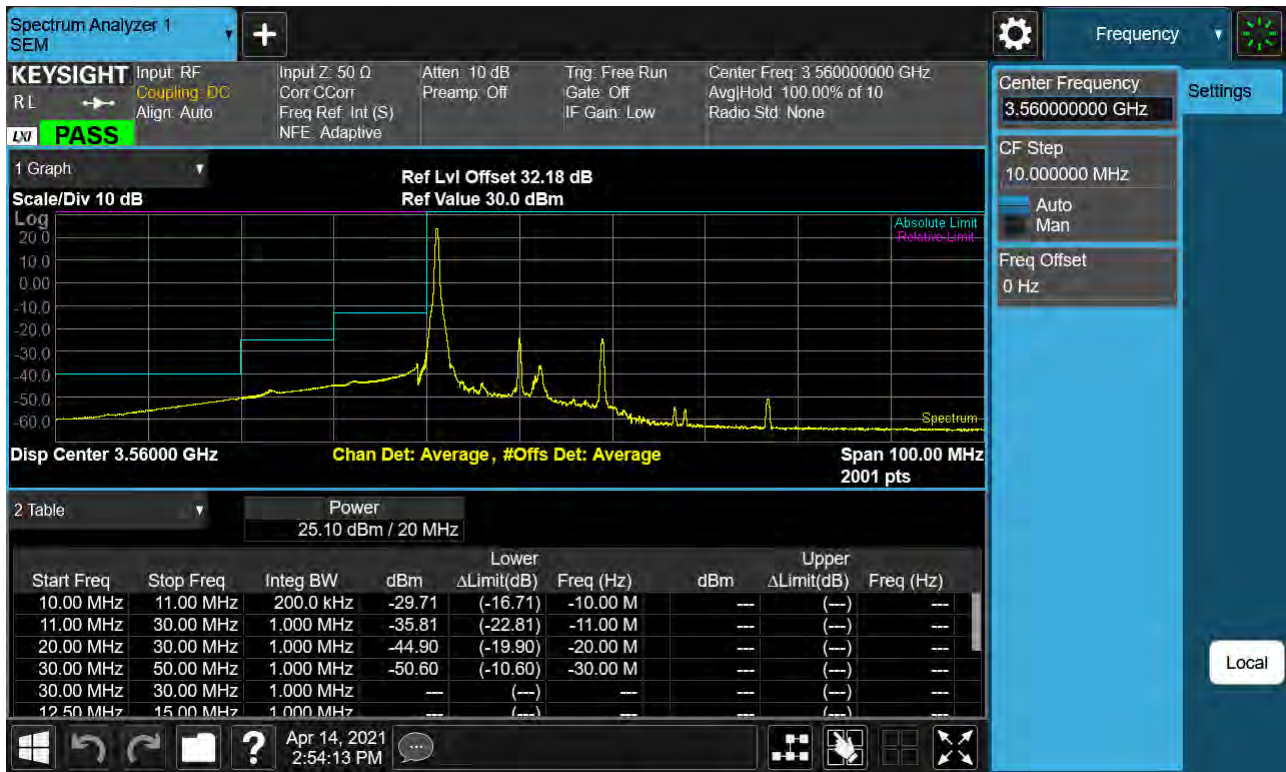 Spectrum Analyzer 1
SEM
Frequency
KEYSIGHT
R L
LXI PASS
Input: RF
Coupling: DC
Align: Auto
Input Z: 50 Ω
Corr CCorr
Freq Ref: Int (S)
NFE: Adaptive
Atten: 10 dB
Preamp: Off
Trig: Free Run
Gate: Off
IF Gain: Low
Center Freq: 3.560000000 GHz
Avg|Hold: 100.00% of 10
Radio Std: None
Center Frequency
3.560000000 GHz
Settings
CF Step
10.000000 MHz
Auto
Man
Freq Offset
0 Hz
Local
1 Graph
Scale/Div 10 dB
Ref Lvl Offset 32.18 dB
Ref Value 30.0 dBm
Log
20.0
10.0
0.00
-10.0
-20.0
-30.0
-40.0
-50.0
-60.0
Absolute Limit
Relative Limit
Spectrum
Disp Center 3.56000 GHz
Chan Det: Average, #Offs Det: Average
Span 100.00 MHz
2001 pts
2 Table
Power
25.10 dBm / 20 MHz
Lower Upper
Start Freq Stop Freq Integ BW dBm ΔLimit(dB) Freq (Hz) dBm ΔLimit(dB) Freq (Hz)
10.00 MHz 11.00 MHz 200.0 kHz -29.71 (-16.71) -10.00 M --- (---) ---
11.00 MHz 30.00 MHz 1.000 MHz -35.81 (-22.81) -11.00 M --- (---) ---
20.00 MHz 30.00 MHz 1.000 MHz -44.90 (-19.90) -20.00 M --- (---) ---
30.00 MHz 50.00 MHz 1.000 MHz -50.60 (-10.60) -30.00 M --- (---) ---
30.00 MHz 30.00 MHz 1.000 MHz --- (---) --- --- (---) ---
12.50 MHz 15.00 MHz 1.000 MHz --- (---) --- --- (---) ---
?
Apr 14, 2021
2:54:13 PM